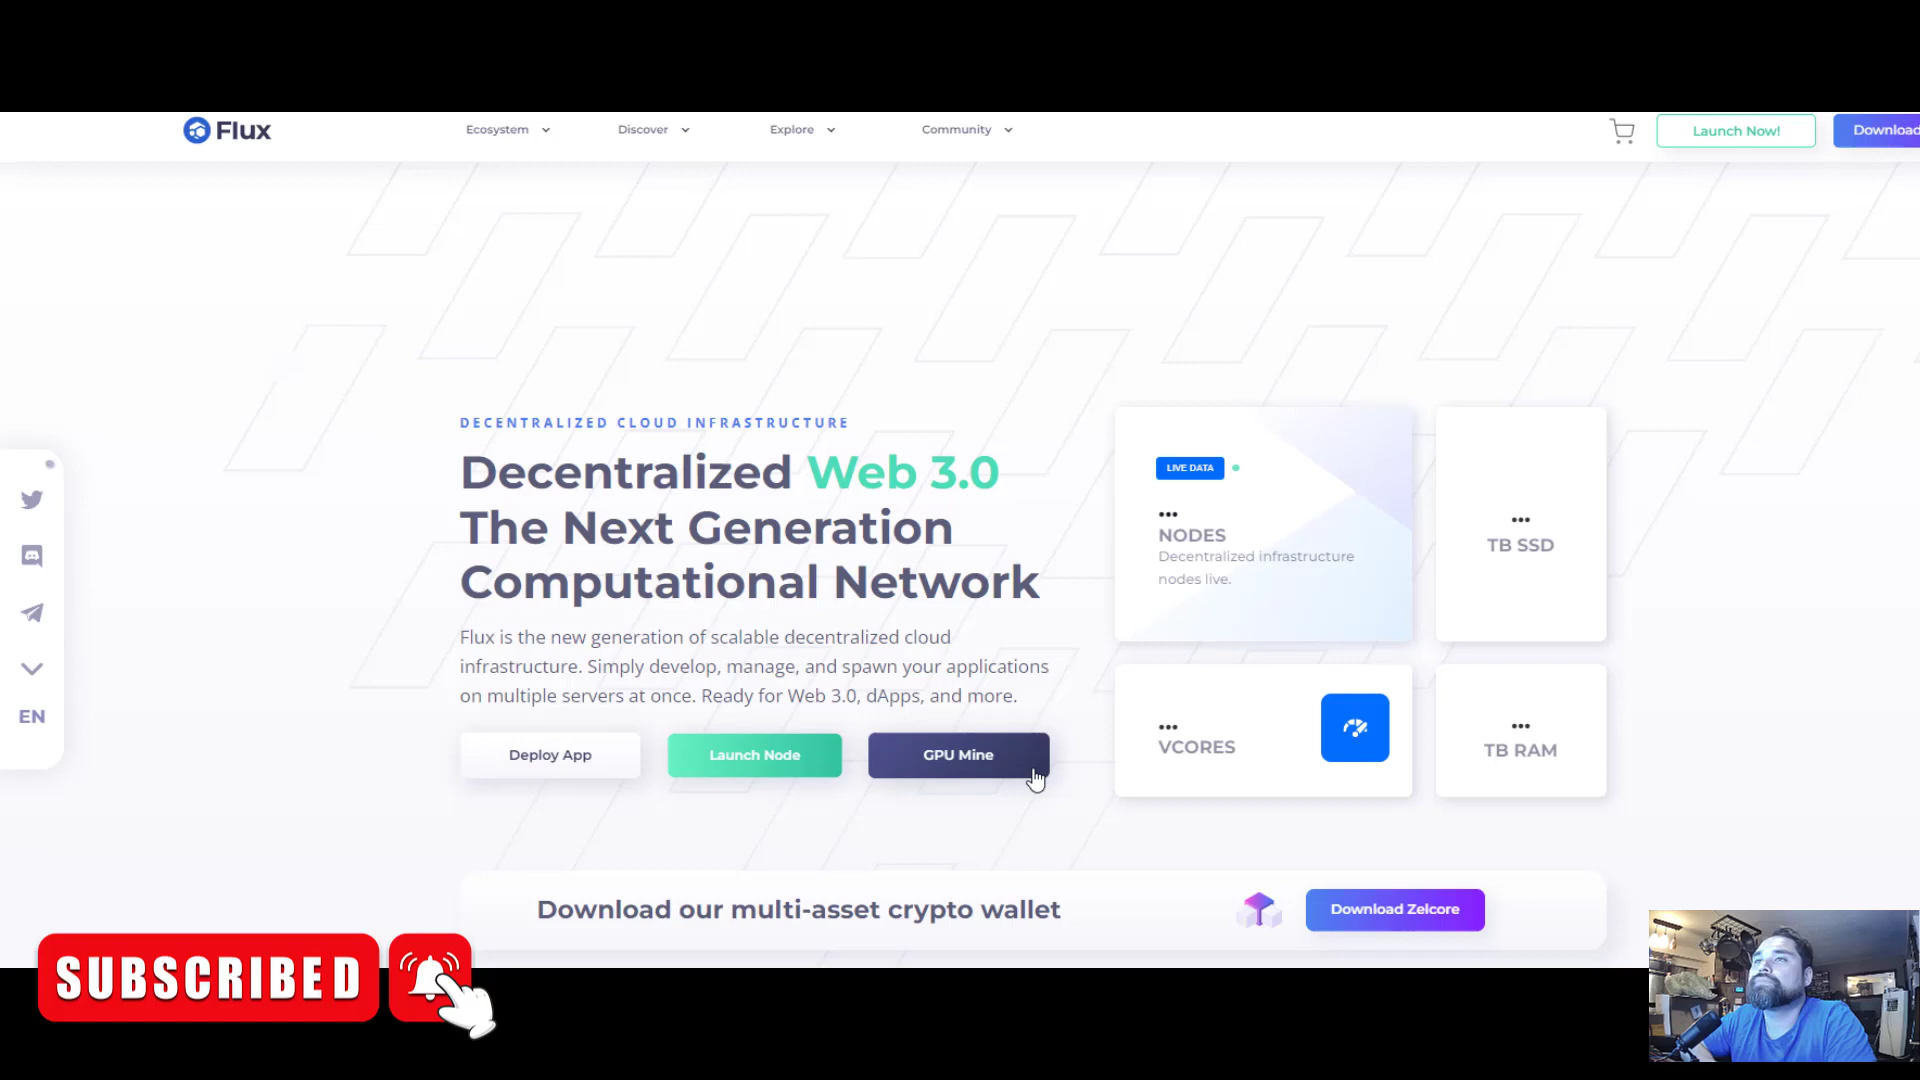 Flux
Ecosystem
Discover
Explore
Community
Launch Now!
Download
DECENTRALIZED CLOUD INFRASTRUCTURE
Decentralized Web 3.0
The Next Generation
Computational Network
Flux is the new generation of scalable decentralized cloud
infrastructure. Simply develop, manage, and spawn your applications
on multiple servers at once. Ready for Web 3.0, dApps, and more.
Deploy App
Launch Node
GPU Mine
LIVE DATA
...
NODES
Decentralized infrastructure
nodes live.
...
TB SSD
...
VCORES
...
TB RAM
EN
Download our multi-asset crypto wallet
Download Zelcore
SUBSCRIBED